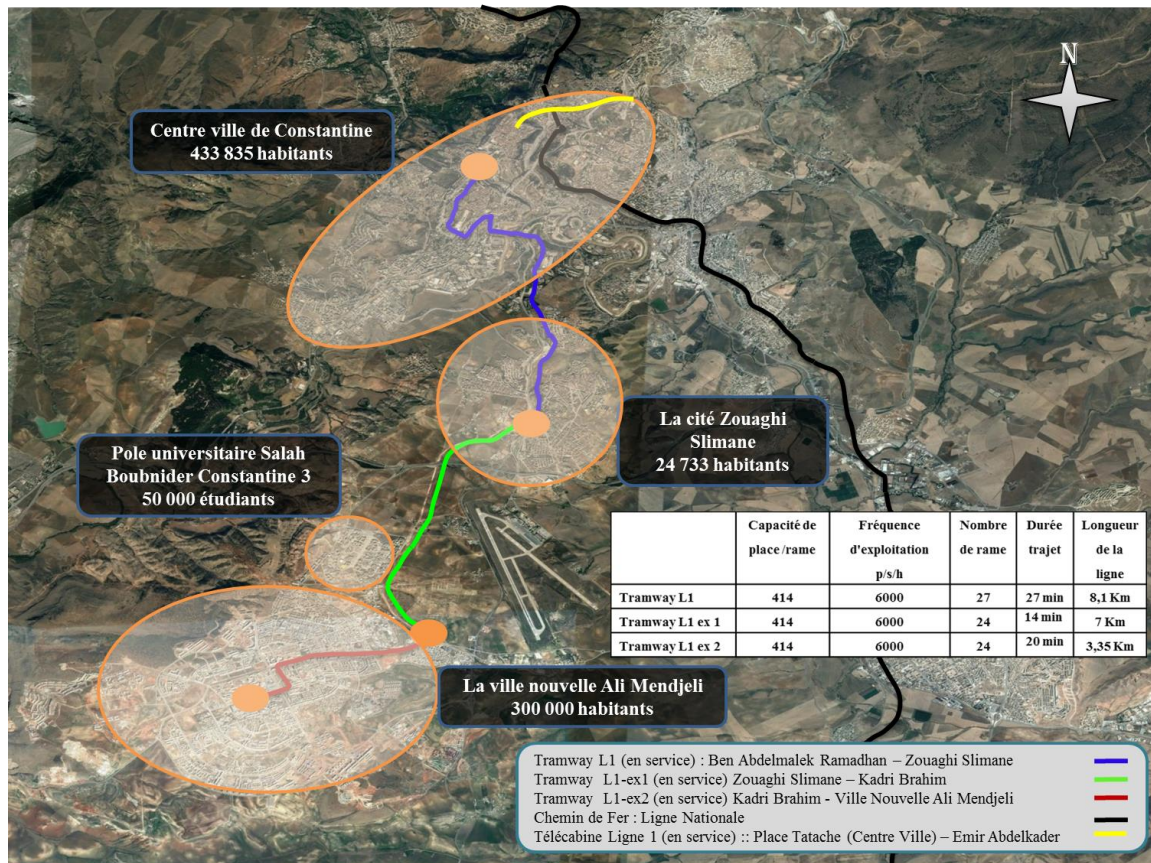 N
Centre ville de Constantine
433 835 habitants
La cité Zouaghi
Slimane
24 733 habitants
Pole universitaire Salah
Boubnider Constantine 3
50 000 étudiants
Capacité de place /rame | Fréquence d'exploitation p/s/h | Nombre de rame | Durée trajet | Longueur de la ligne
Tramway L1 | 414 | 6000 | 27 | 27 min | 8,1 Km
Tramway L1 ex 1 | 414 | 6000 | 24 | 14 min | 7 Km
Tramway L1 ex 2 | 414 | 6000 | 24 | 20 min | 3,35 Km
La ville nouvelle Ali Mendjeli
300 000 habitants
Tramway L1 (en service) : Ben Abdelmalek Ramadhan – Zouaghi Slimane
Tramway L1-ex1 (en service) Zouaghi Slimane – Kadri Brahim
Tramway L1-ex2 (en service) Kadri Brahim - Ville Nouvelle Ali Mendjeli
Chemin de Fer : Ligne Nationale
Télécabine Ligne 1 (en service) :: Place Tatache (Centre Ville) – Emir Abdelkader